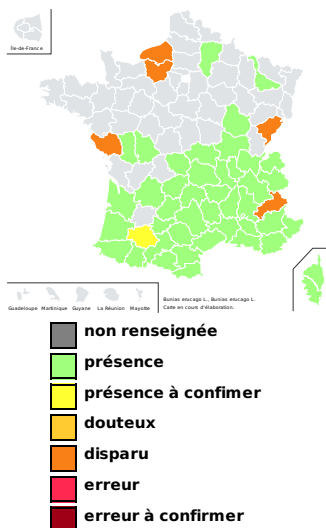 Île-de-France
Guadeloupe Martinique Guyane La Réunion Mayotte
Bunias erucago L., Bunias erucago L.
Carte en cours d'élaboration.
non renseignée
présence
présence à confimer
douteux
disparu
erreur
erreur à confirmer